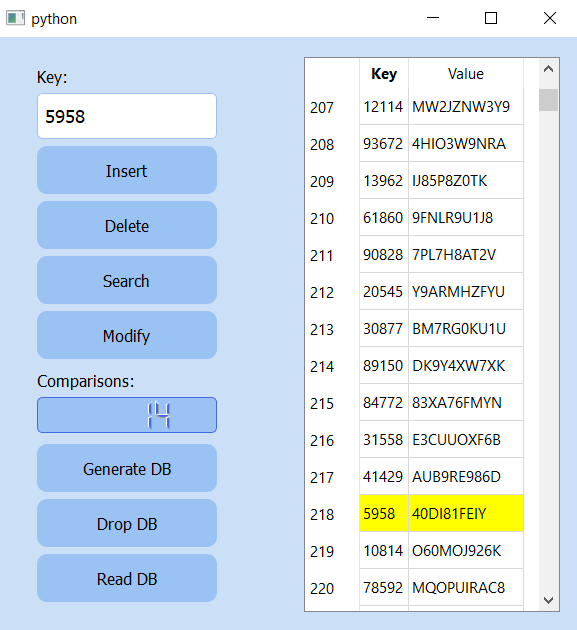 python
Key:
5958
Insert
Delete
Search
Modify
Comparisons:
14
Generate DB
Drop DB
Read DB
Key Value
207 12114 MW2JZNW3Y9
208 93672 4HIO3W9NRA
209 13962 IJ85P8Z0TK
210 61860 9FNLR9U1J8
211 90828 7PL7H8AT2V
212 20545 Y9ARMHZFYU
213 30877 BM7RG0KU1U
214 89150 DK9Y4XW7XK
215 84772 83XA76FMYN
216 31558 E3CUUOXF6B
217 41429 AUB9RE986D
218 5958 40DI81FEIY
219 10814 O60MOJ926K
220 78592 MQOPUIRAC8